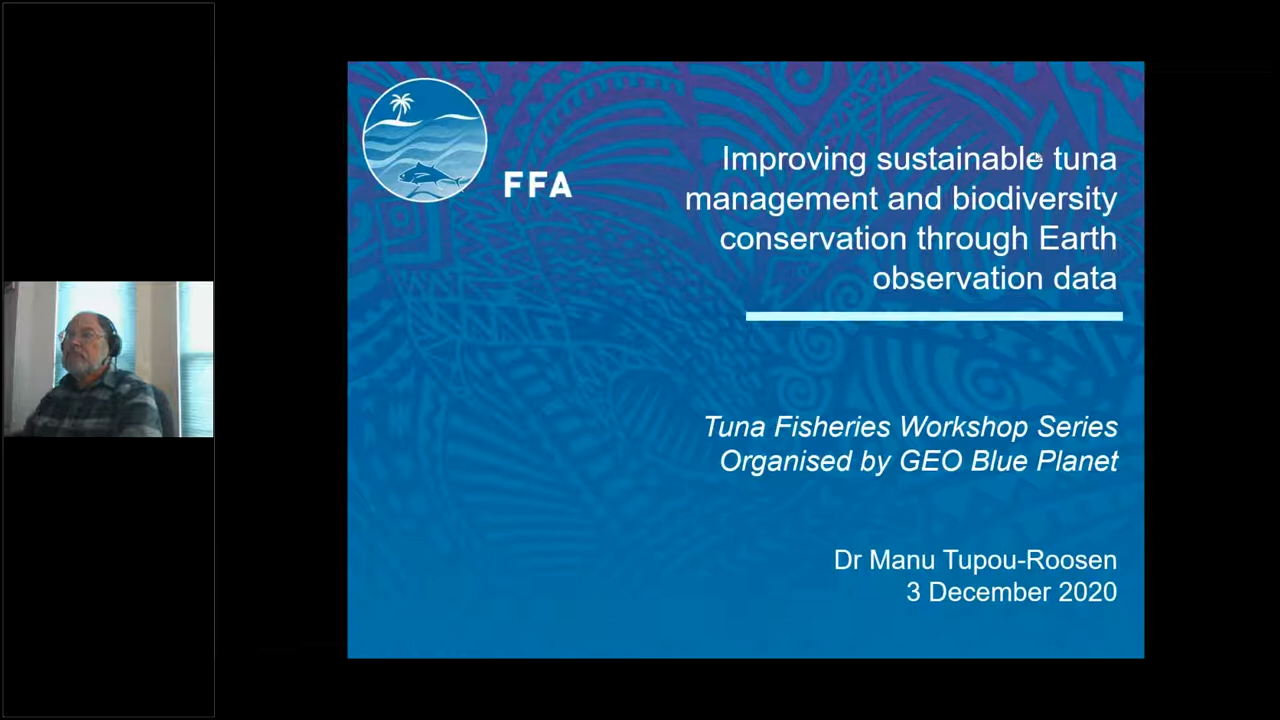 FFA
Improving sustainable tuna
management and biodiversity
conservation through Earth
observation data
Tuna Fisheries Workshop Series
Organised by GEO Blue Planet
Dr Manu Tupou-Roosen
3 December 2020